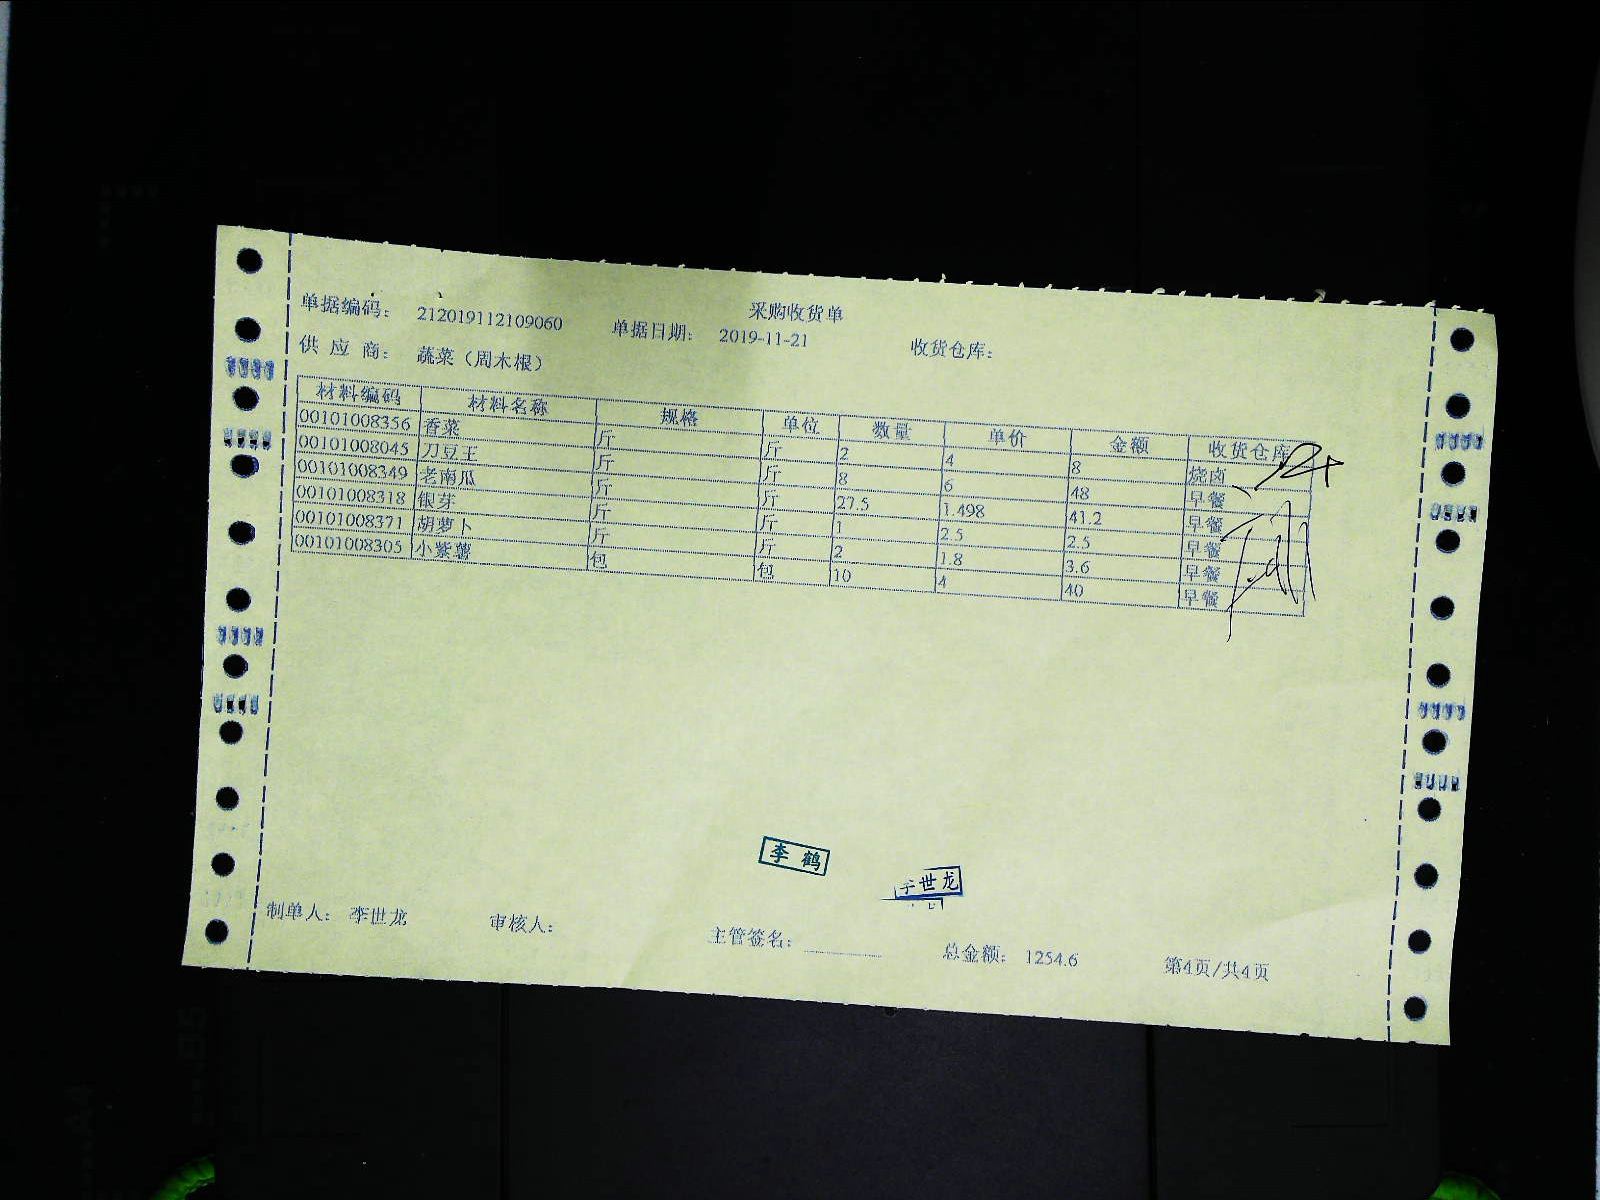 采购收货单
单据编码： 212019112109060 单据日期： 2019-11-21 收货仓库：
供 应 商： 蔬菜（周木根）
材料编码 材料名称 规格 单位 数量 单价 金额 收货仓库
00101008356 香菜 斤 斤 2 4 8 烧卤
00101008045 刀豆王 斤 斤 8 6 48 早餐
00101008349 老南瓜 斤 斤 27.5 1.498 41.2 早餐
00101008318 银芽 斤 斤 1 2.5 2.5 早餐
00101008371 胡萝卜 斤 斤 2 1.8 3.6 早餐
00101008305 小紫薯 包 包 10 4 40 早餐
李鹤
李世龙
制单人： 李世龙 审核人： 主管签名： 总金额： 1254.6 第4页/共4页